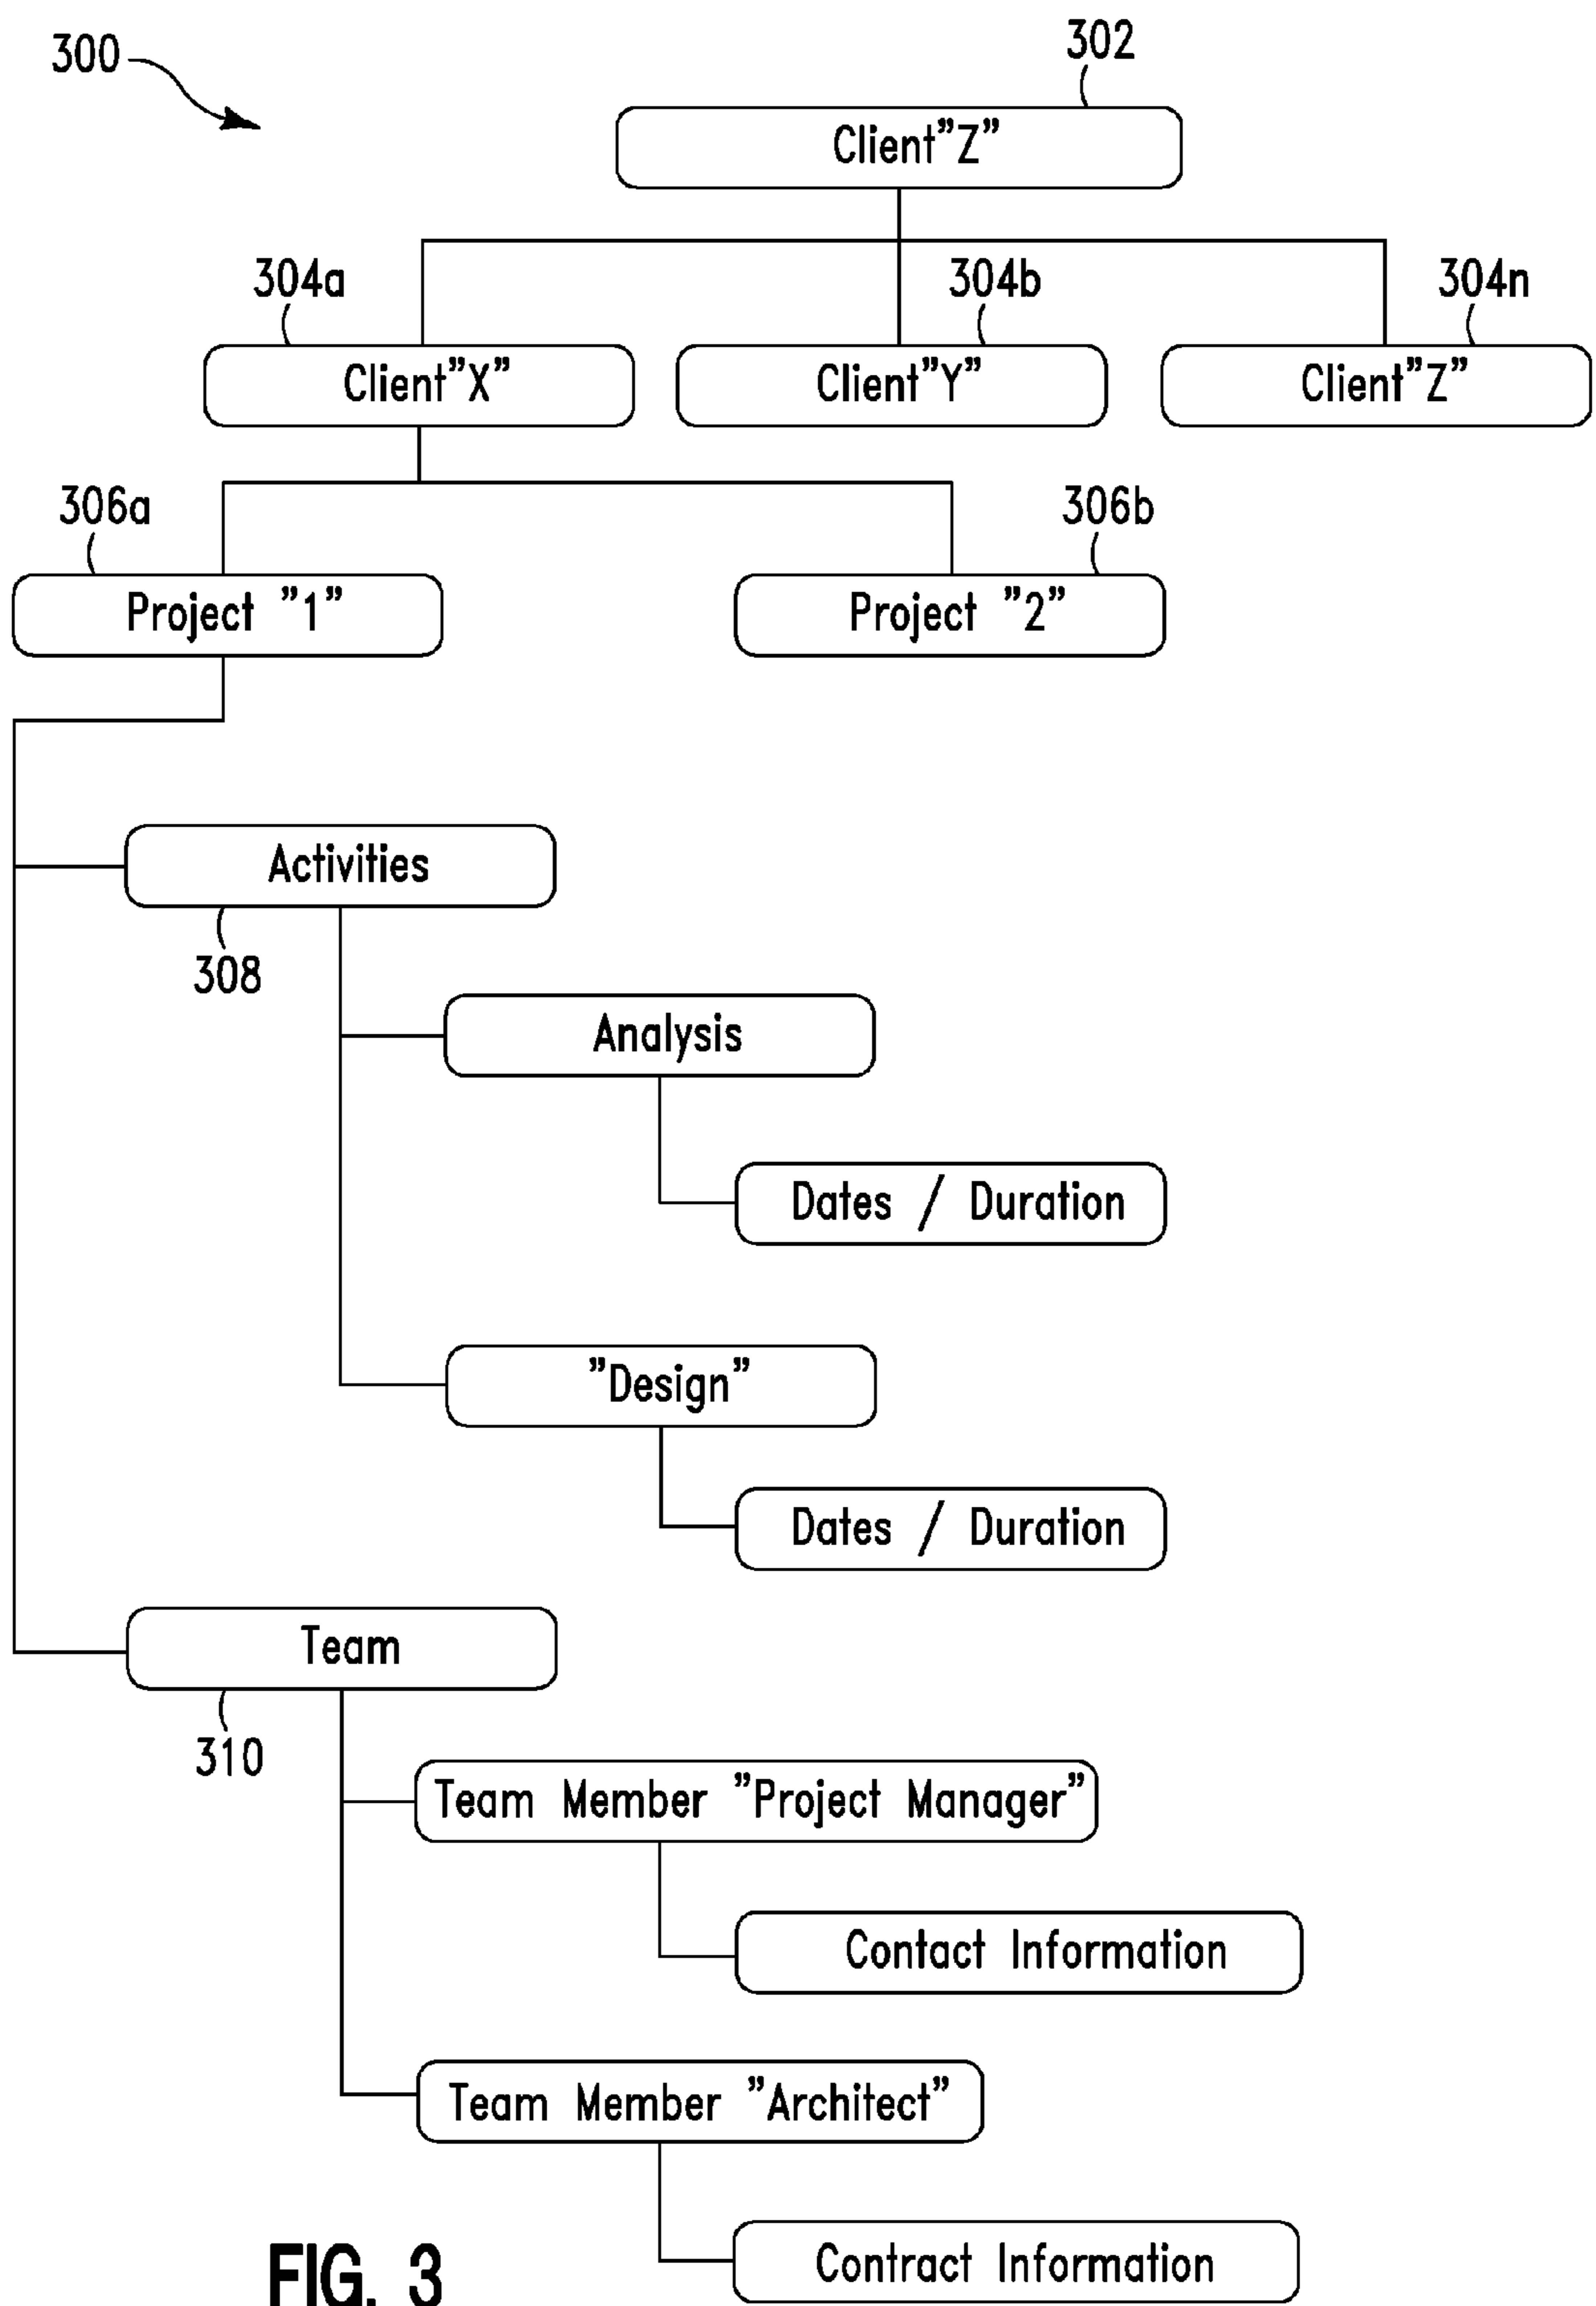 300
302
Client”Z”
304a
304b
304n
Client”X”
Client”Y”
Client”Z”
306a
306b
Project ”1”
Project ”2”
Activities
308
Analysis
Dates / Duration
”Design”
Dates / Duration
Team
310
Team Member ”Project Manager”
Contact Information
Team Member ”Architect”
Contract Information
FIG. 3